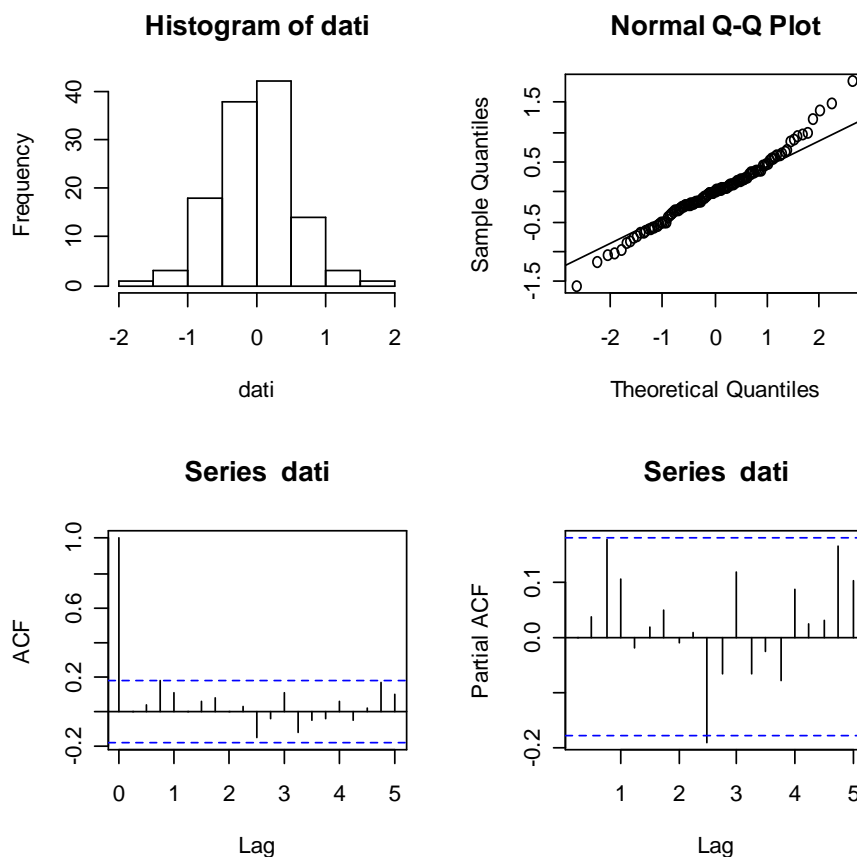 Histogram of dati
Frequency
0 10 20 30 40
-2 -1 0 1 2
dati
Normal Q-Q Plot
Sample Quantiles
-1.5 -0.5 0.5 1.5
-2 -1 0 1 2
Theoretical Quantiles
Series dati
ACF
-0.2 0.2 0.6 1.0
0 1 2 3 4 5
Lag
Series dati
Partial ACF
-0.2 0.0 0.1
1 2 3 4 5
Lag